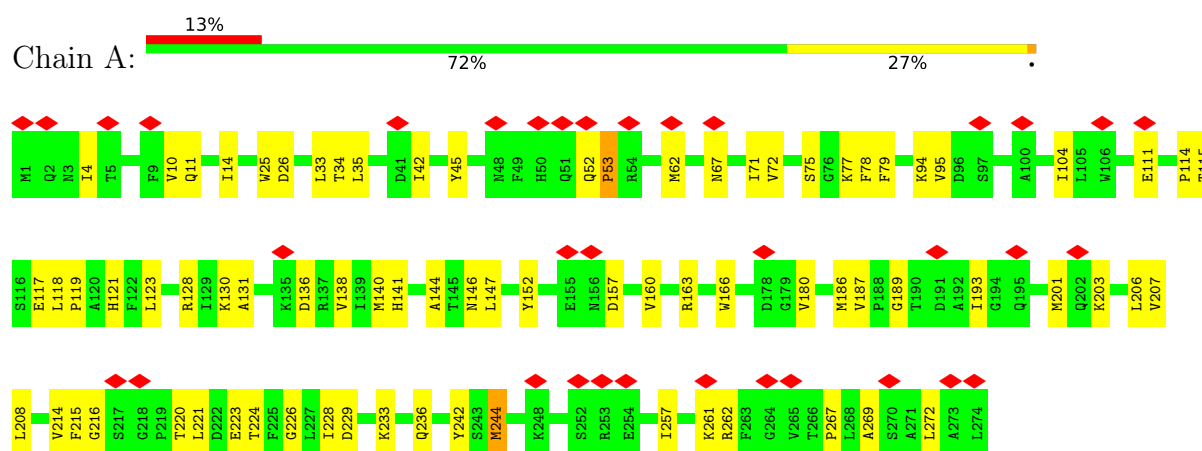 13%
Chain A:
72% 27% •
M1 Q2 N3 I4 T5 F9 V10 Q11 I14 W25 D26 L33 T34 L35 D41 I42 Y45 N48 F49 H50 Q51 Q52 P53 R54 M62 N67 I71 V72 S75 G76 K77 F78 F79 K94 V95 D96 S97 A100 I104 L105 W106 E111 P114 T115
S116 E117 L118 P119 A120 H121 F122 L123 R128 I129 K130 A131 K135 D136 R137 V138 I139 M140 H141 A144 T145 N146 L147 Y152 E155 N156 D157 V160 R163 W166 D178 G179 V180 M186 V187 P188 G189 T190 D191 A192 I193 G194 Q195 M201 Q202 K203 L206 V207
L208 V214 F215 G216 S217 G218 P219 T220 L221 D222 E223 T224 F225 G226 L227 I228 D229 K233 Q236 Y242 S243 M244 K248 S252 R253 E254 I257 K261 R262 F263 G264 V265 T266 P267 L268 A269 S270 A271 L272 A273 L274